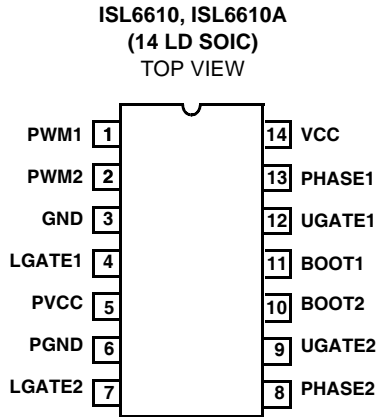 ISL6610, ISL6610A
(14 LD SOIC)
TOP VIEW
PWM1 1 14 VCC
PWM2 2 13 PHASE1
GND 3 12 UGATE1
LGATE1 4 11 BOOT1
PVCC 5 10 BOOT2
PGND 6 9 UGATE2
LGATE2 7 8 PHASE2